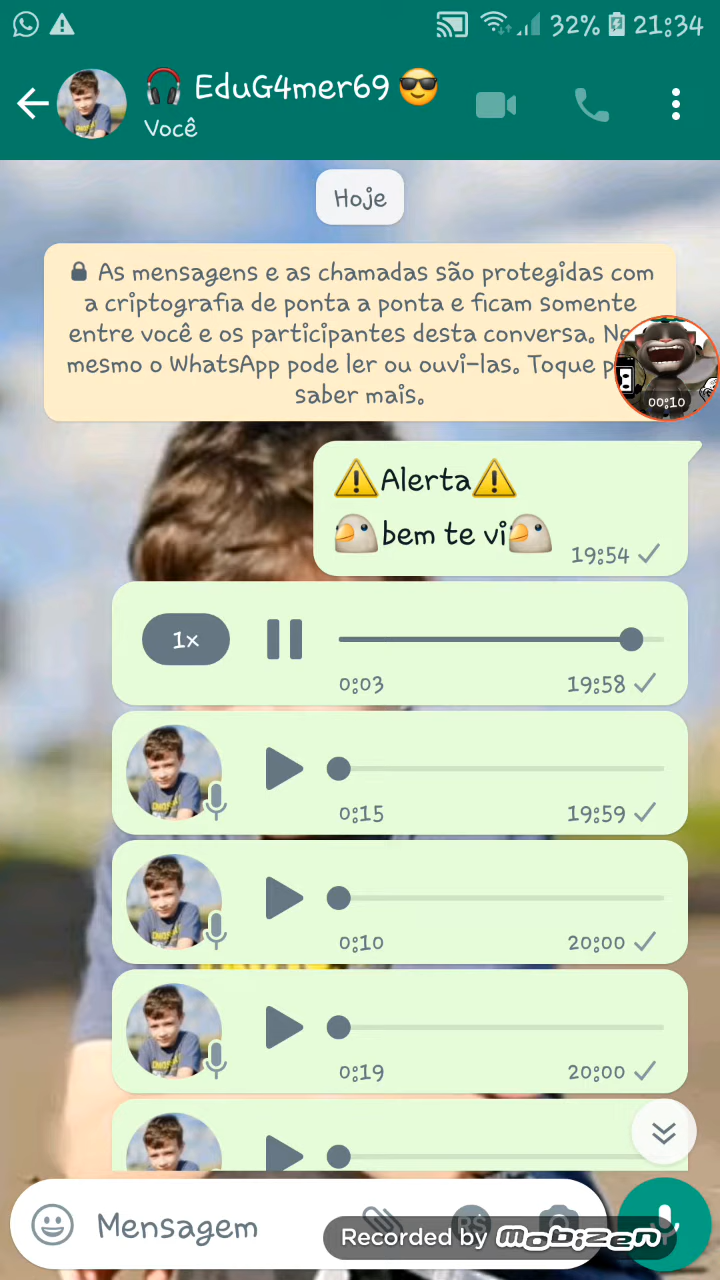 32% 21:34
🎧 EduG4mer69 😎
Você
Hoje
🔒 As mensagens e as chamadas são protegidas com
a criptografia de ponta a ponta e ficam somente
entre você e os participantes desta conversa. Ne
mesmo o WhatsApp pode ler ou ouvi-las. Toque p
saber mais.
00:10
⚠️Alerta⚠️
bem te vi
19:54
1x
0:03 19:58
0:15 19:59
0:10 20:00
0:19 20:00
Mensagem
R$
Recorded by mobizen